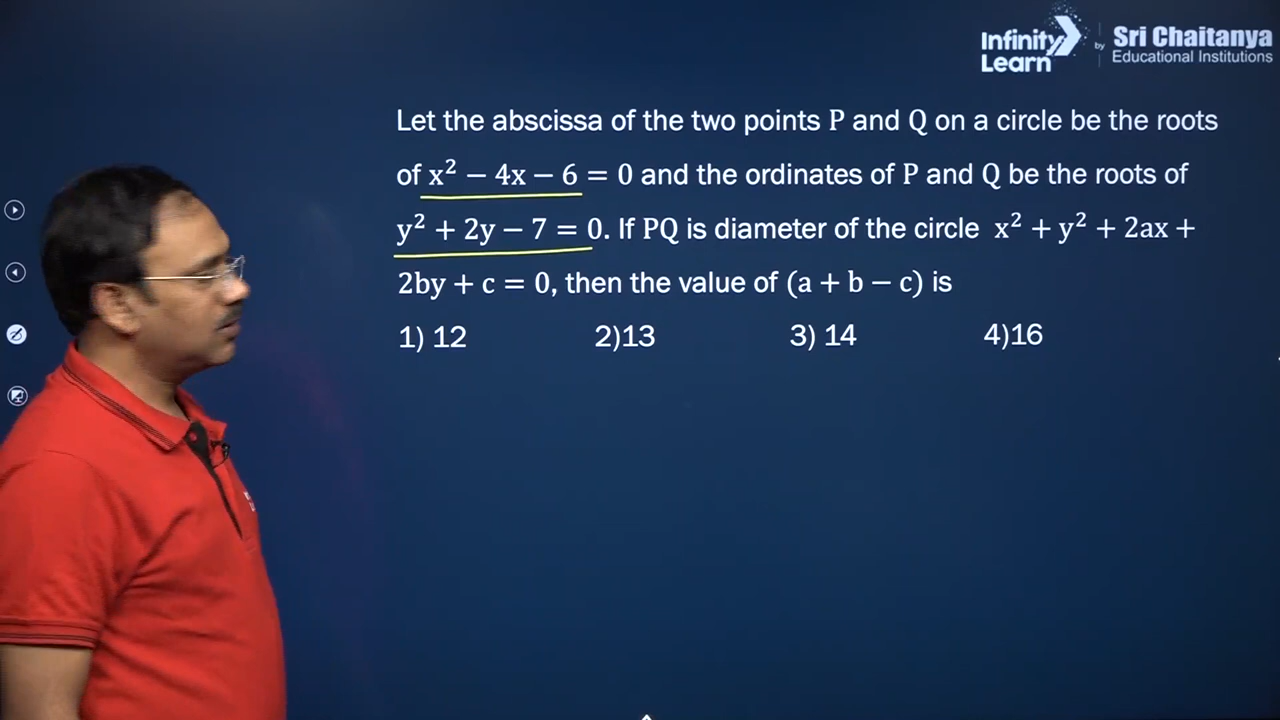 Infinity Learn by Sri Chaitanya Educational Institutions
Let the abscissa of the two points P and Q on a circle be the roots
of x² − 4x − 6 = 0 and the ordinates of P and Q be the roots of
y² + 2y − 7 = 0. If PQ is diameter of the circle x² + y² + 2ax +
2by + c = 0, then the value of (a + b − c) is
1) 12 2)13 3) 14 4)16